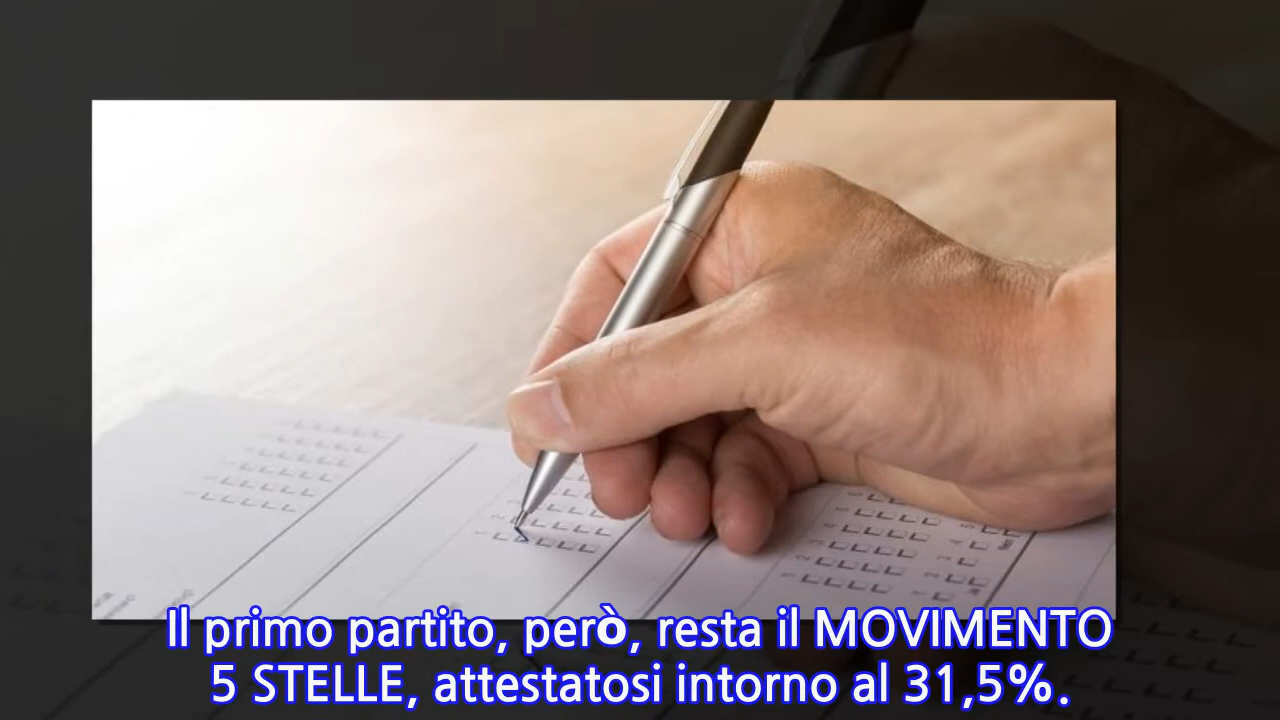 Il primo partito, però, resta il MOVIMENTO
5 STELLE, attestatosi intorno al 31,5%.